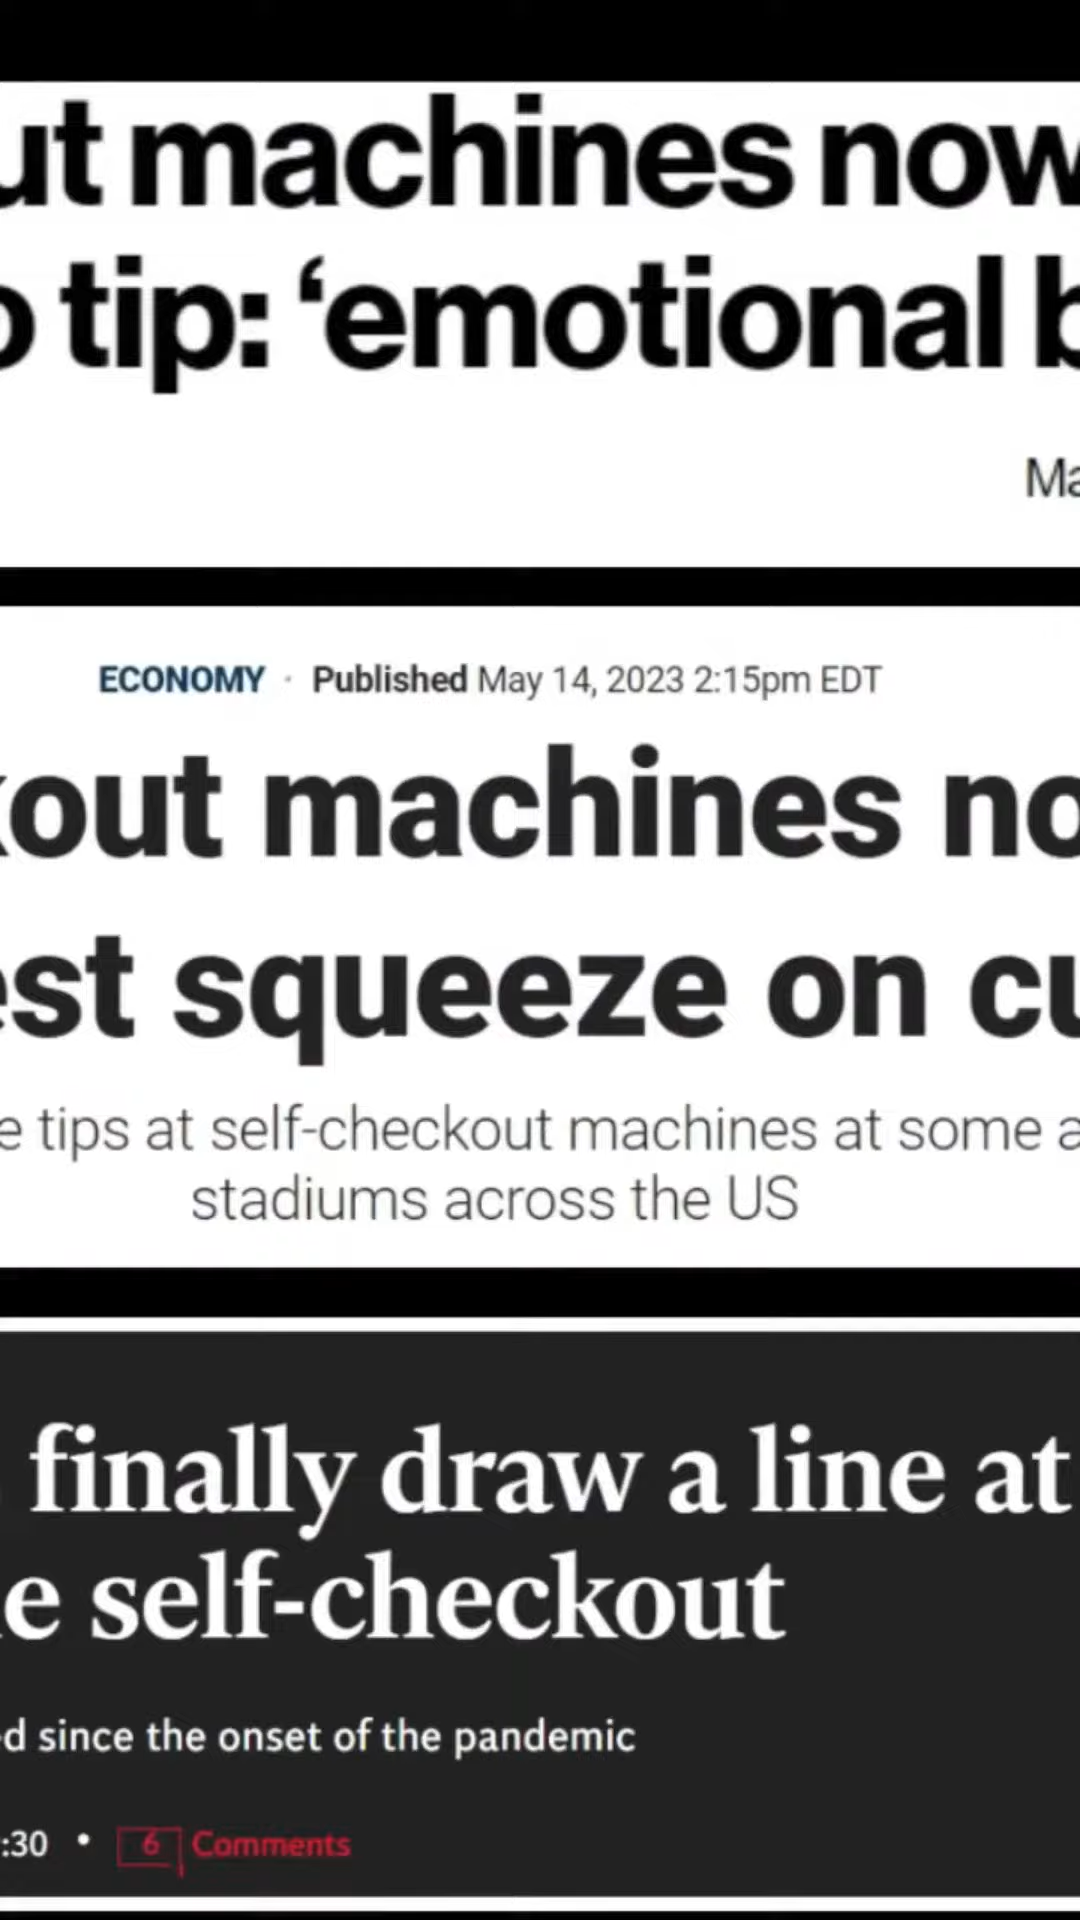 ut machines now
o tip: ‘emotional b
Ma
ECONOMY · Published May 14, 2023 2:15pm EDT
kout machines no
est squeeze on cu
e tips at self-checkout machines at some a
stadiums across the US
finally draw a line at
e self-checkout
d since the onset of the pandemic
:30 • 6 Comments